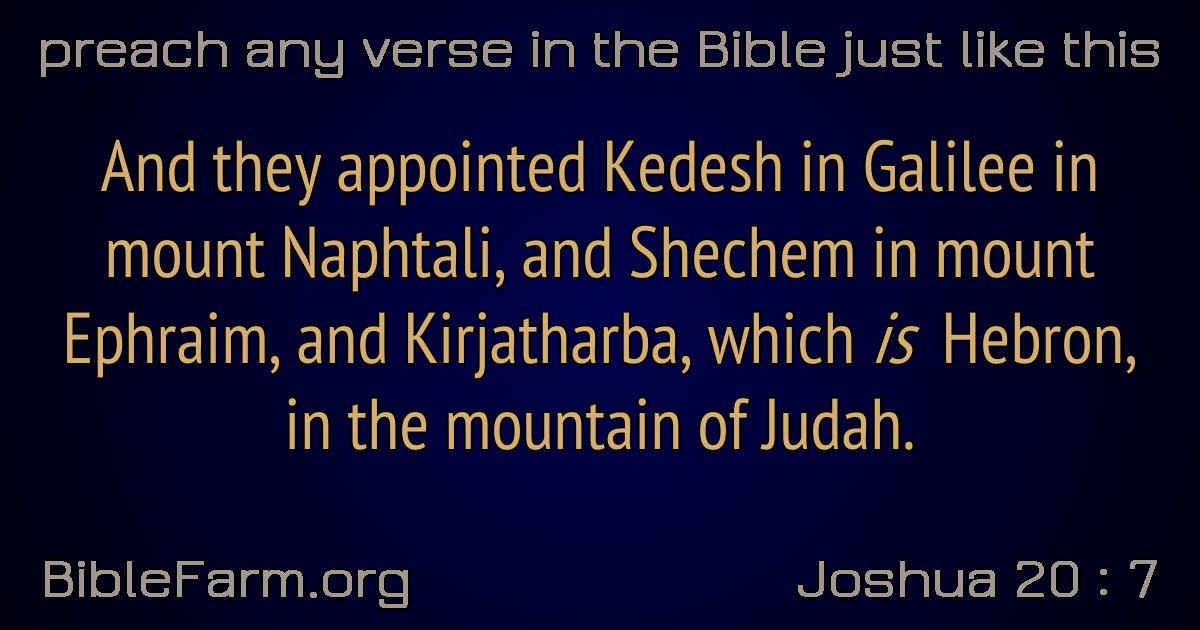 preach any verse in the Bible just like this
And they appointed Kedesh in Galilee in
mount Naphtali, and Shechem in mount
Ephraim, and Kirjatharba, which is Hebron,
in the mountain of Judah.
BibleFarm.org
Joshua 20 : 7